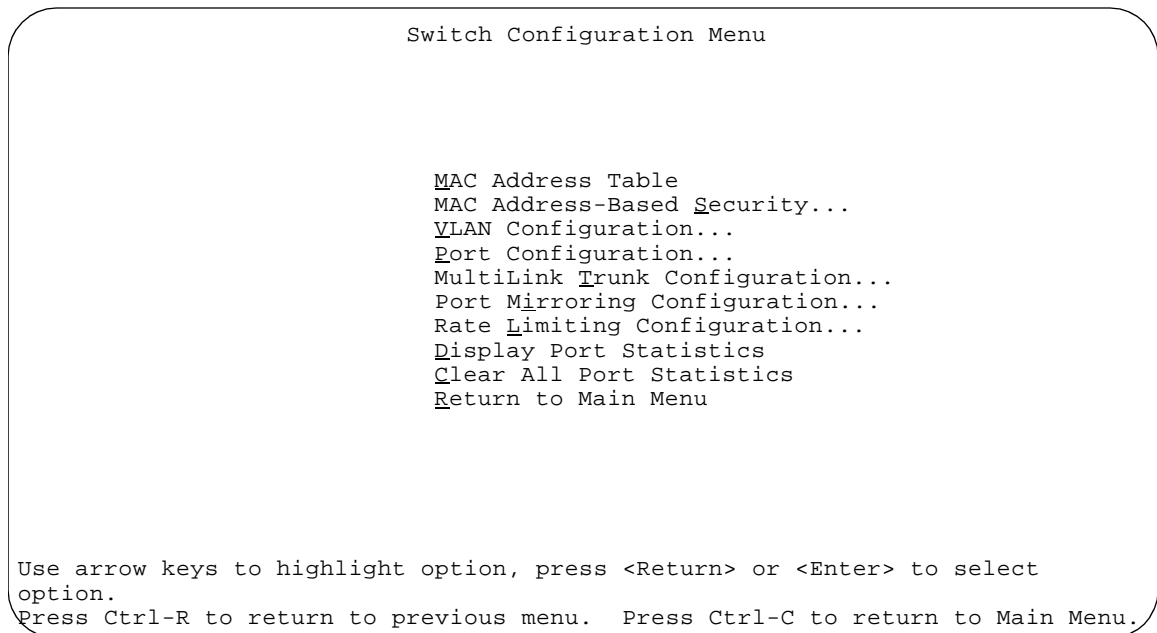 Switch Configuration Menu
MAC Address Table
MAC Address-Based Security...
VLAN Configuration...
Port Configuration...
MultiLink Trunk Configuration...
Port Mirroring Configuration...
Rate Limiting Configuration...
Display Port Statistics
Clear All Port Statistics
Return to Main Menu
Use arrow keys to highlight option, press <Return> or <Enter> to select
option.
Press Ctrl-R to return to previous menu.  Press Ctrl-C to return to Main Menu.